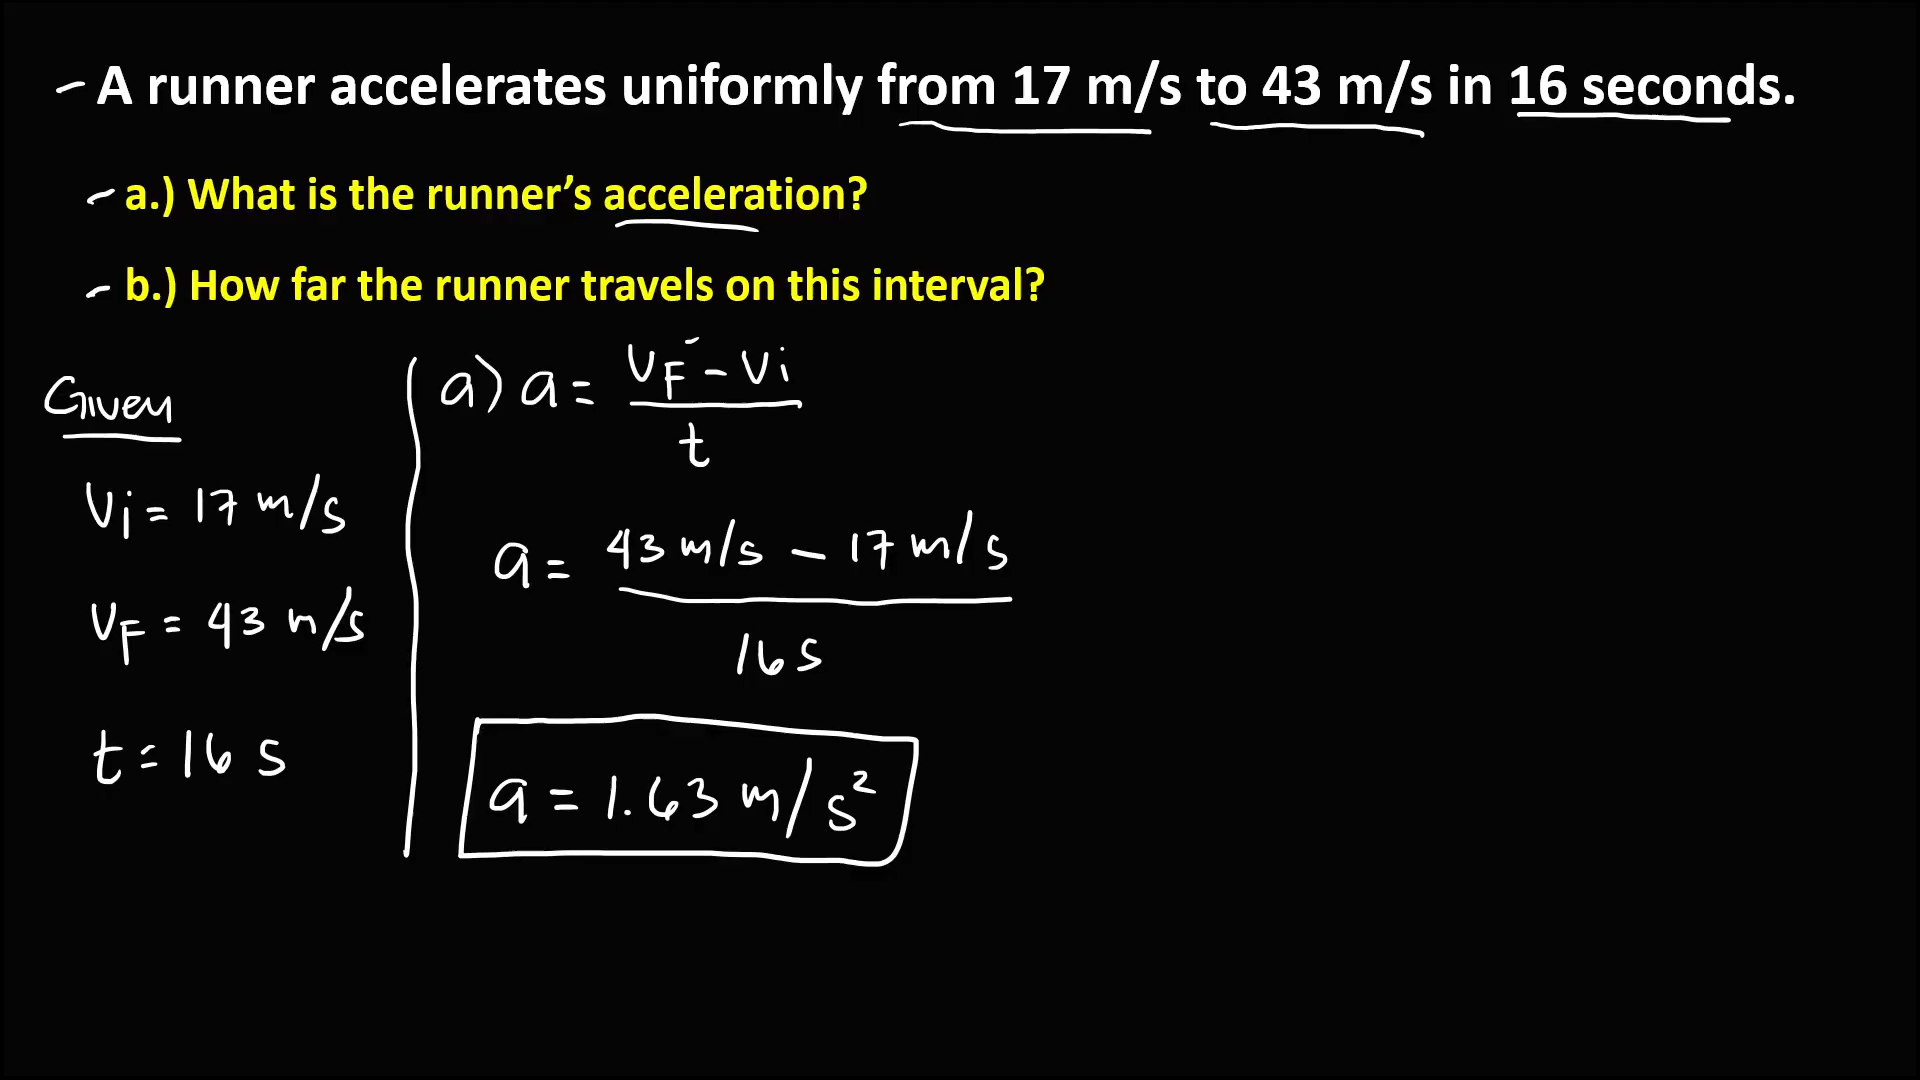 - A runner accelerates uniformly from 17 m/s to 43 m/s in 16 seconds.
- a.) What is the runner's acceleration?
- b.) How far the runner travels on this interval?
Given
Vi = 17 m/s
VF = 43 m/s
t = 16 s
a) a = VF - Vi / t
a = 43 m/s - 17 m/s / 16 s
a = 1.63 m/s²